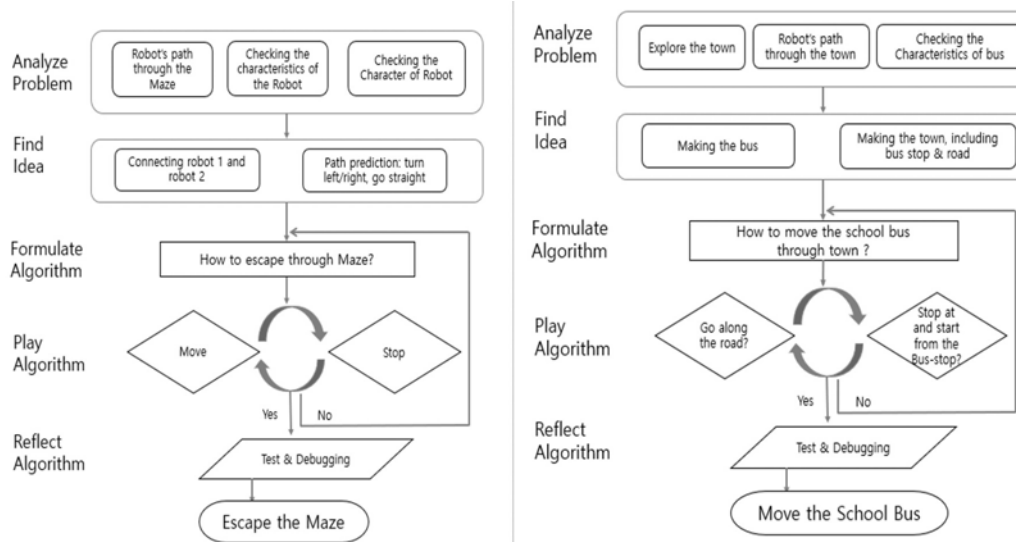 Analyze
Problem
Robot's path
through the
Maze
Checking the
characteristics of
the Robot
Checking the
Character of Robot
Find
Idea
Connecting robot 1 and
robot 2
Path prediction: turn
left/right, go straight
Formulate
Algorithm
How to escape through Maze?
Play
Algorithm
Move
Stop
Yes
No
Reflect
Algorithm
Test & Debugging
Escape the Maze
Analyze
Problem
Explore the town
Robot's path
through the town
Checking the
Characteristics of bus
Find
Idea
Making the bus
Making the town, including
bus stop & road
Formulate
Algorithm
How to move the school bus
through town ?
Play
Algorithm
Go along
the road?
Stop at
and start
from the
Bus-stop?
Yes
No
Reflect
Algorithm
Test & Debugging
Move the School Bus